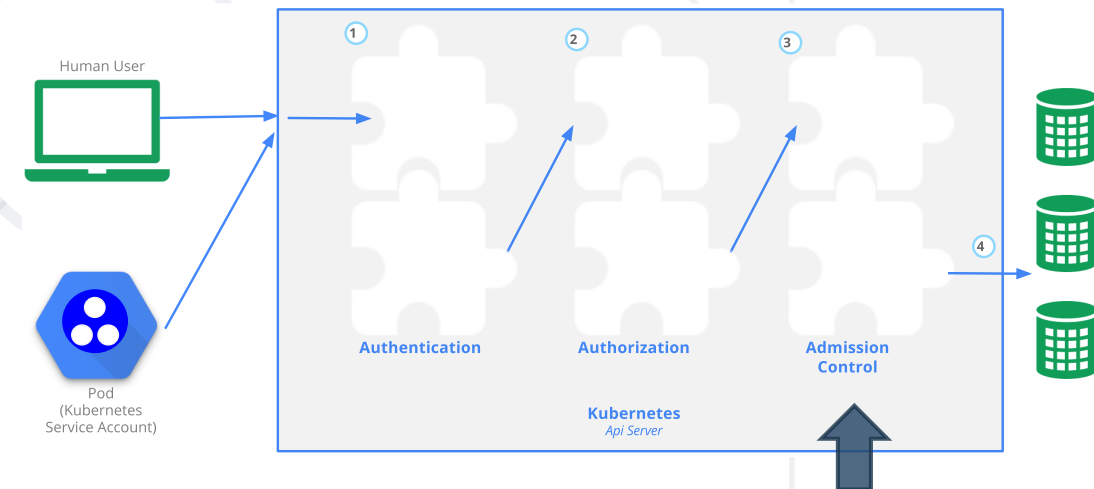 1
2
3
Human User
4
Pod
(Kubernetes
Service Account)
Authentication
Authorization
Admission
Control
Kubernetes
Api Server